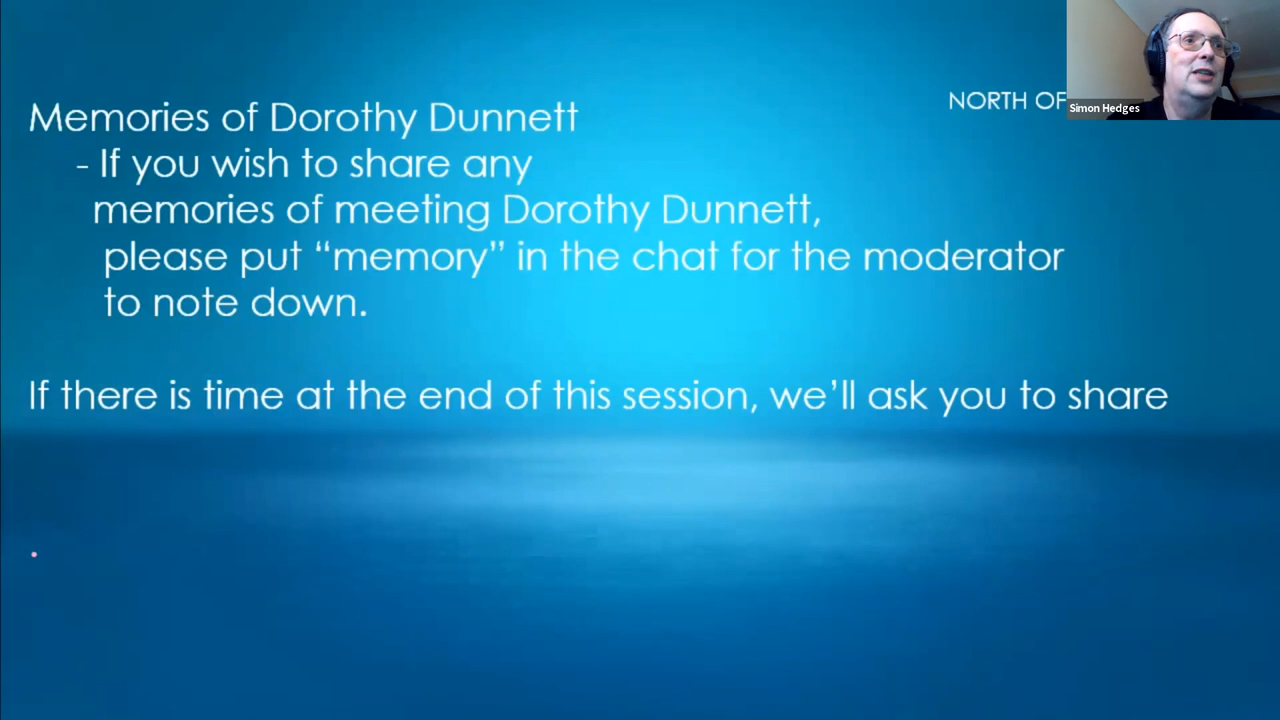 NORTH OF
Simon Hedges
Memories of Dorothy Dunnett
- If you wish to share any
memories of meeting Dorothy Dunnett,
please put “memory” in the chat for the moderator
to note down.
If there is time at the end of this session, we’ll ask you to share